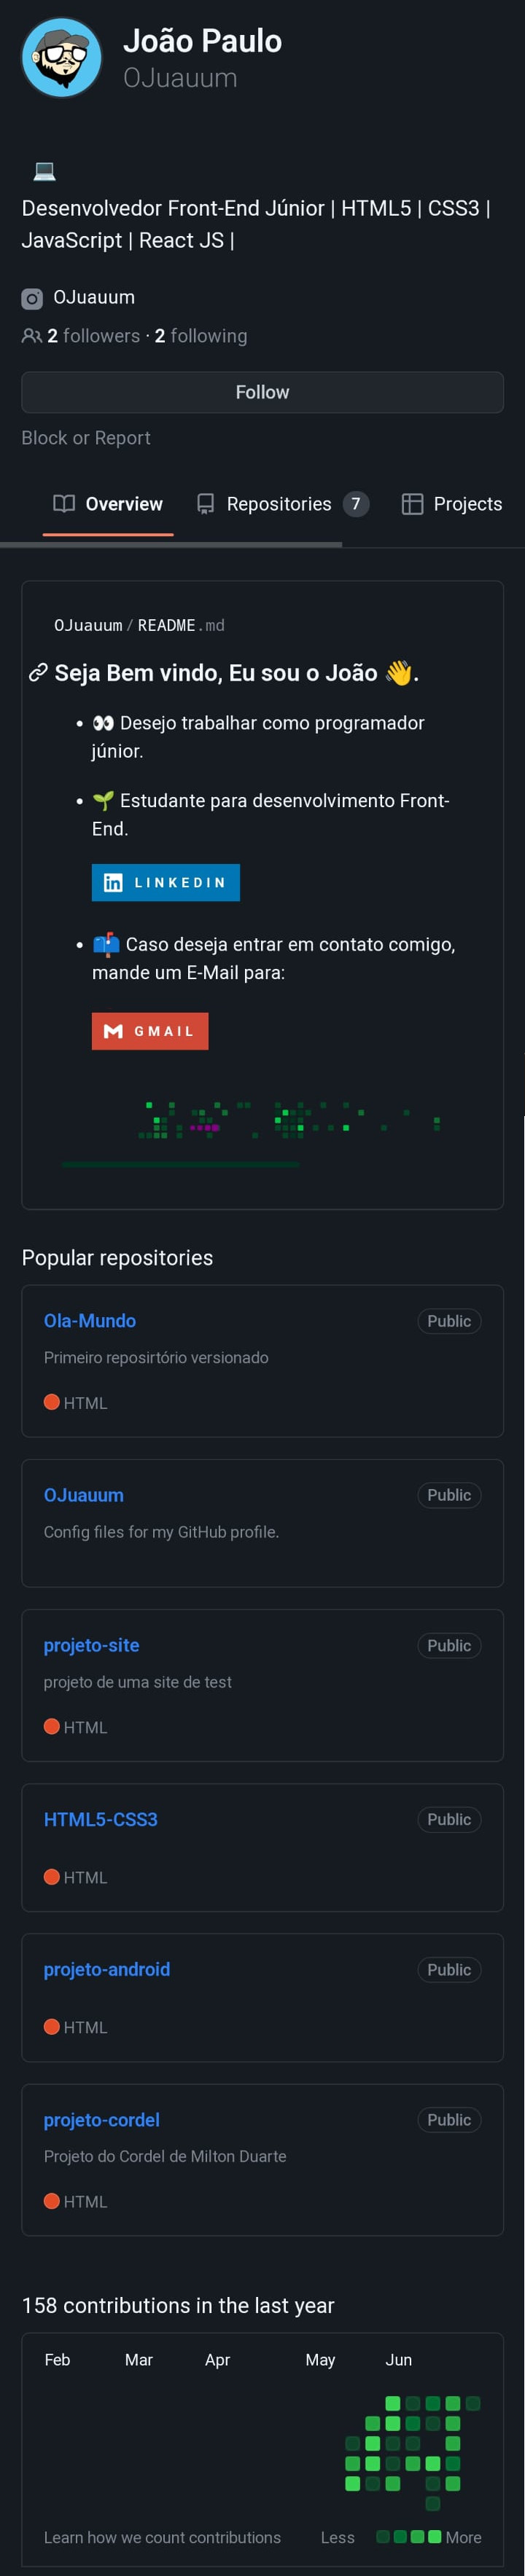 João Paulo
OJuauum
Desenvolvedor Front-End Júnior | HTML5 | CSS3 |
JavaScript | React JS |
OJuauum
2 followers · 2 following
Follow
Block or Report
Overview Repositories 7 Projects
OJuauum / README.md
Seja Bem vindo, Eu sou o João 👋.
• 👀 Desejo trabalhar como programador
júnior.
• 🌱 Estudante para desenvolvimento Front-
End.
LINKEDIN
• 📫 Caso deseja entrar em contato comigo,
mande um E-Mail para:
GMAIL
Popular repositories
Ola-Mundo Public
Primeiro reposirtório versionado
HTML
OJuauum Public
Config files for my GitHub profile.
projeto-site Public
projeto de uma site de test
HTML
HTML5-CSS3 Public
HTML
projeto-android Public
HTML
projeto-cordel Public
Projeto do Cordel de Milton Duarte
HTML
158 contributions in the last year
Feb Mar Apr May Jun
Learn how we count contributions Less More